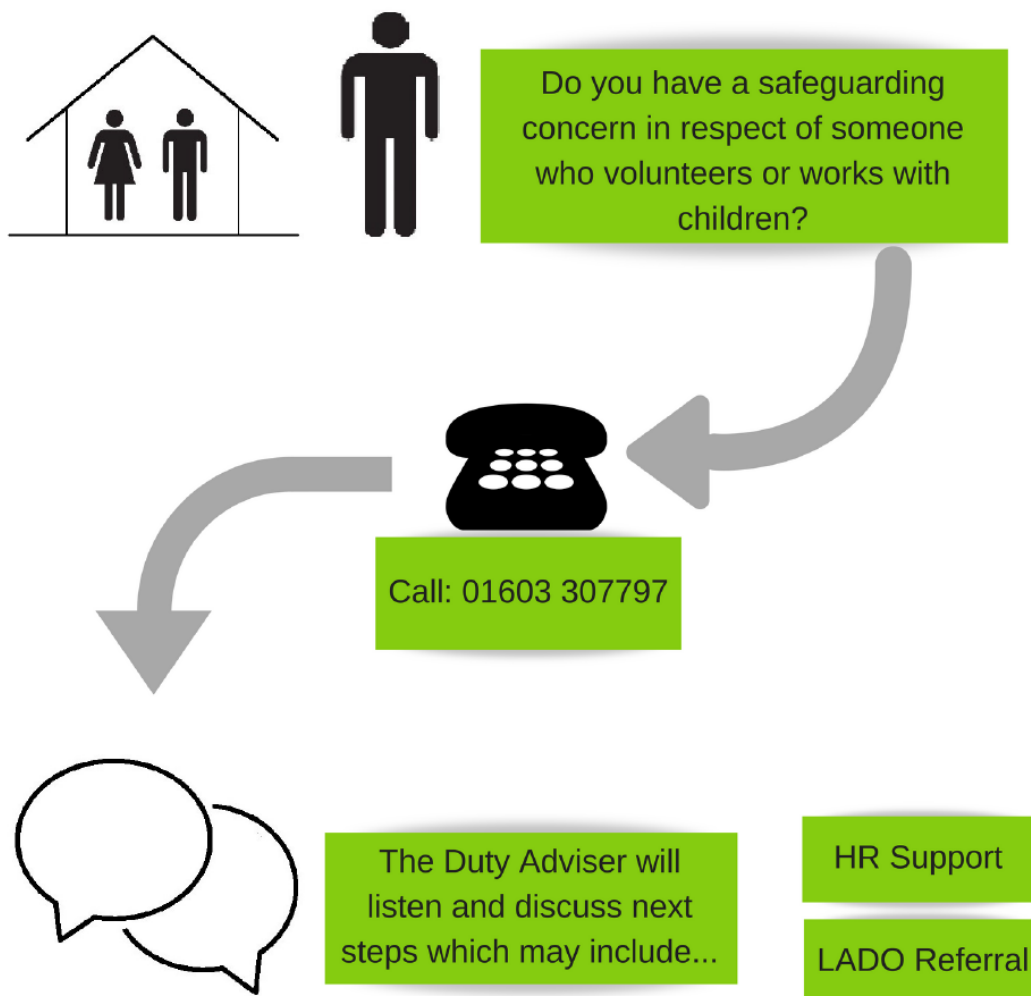 Do you have a safeguarding
concern in respect of someone
who volunteers or works with
children?
Call: 01603 307797
The Duty Adviser will
listen and discuss next
steps which may include...
HR Support
LADO Referral